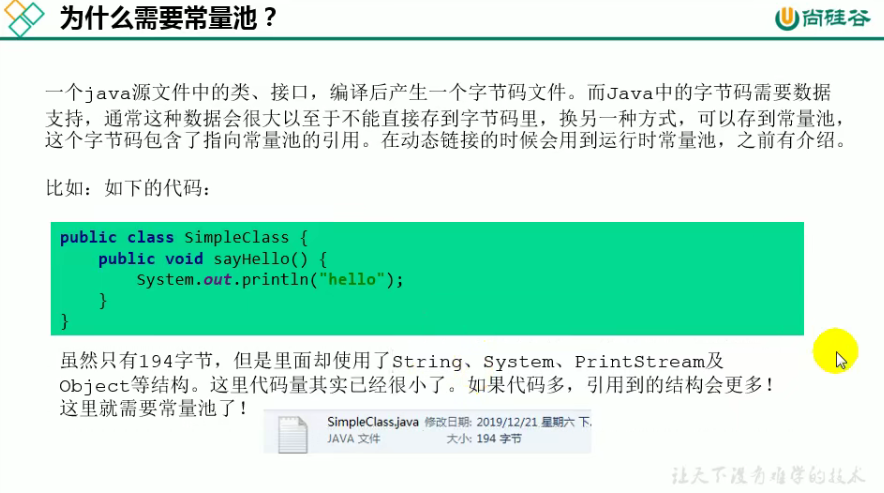 为什么需要常量池？
尚硅谷
一个java源文件中的类、接口，编译后产生一个字节码文件。而Java中的字节码需要数据
支持，通常这种数据会很大以至于不能直接存到字节码里，换另一种方式，可以存到常量池，
这个字节码包含了指向常量池的引用。在动态链接的时候会用到运行时常量池，之前有介绍。
比如：如下的代码：
public class SimpleClass {
public void sayHello() {
System.out.println("hello");
}
}
虽然只有194字节，但是里面却使用了String、System、PrintStream及
Object等结构。这里代码量其实已经很小了。如果代码多，引用到的结构会更多！
这里就需要常量池了！
SimpleClass.java 修改日期: 2019/12/21 星期六 下.
JAVA 文件 大小: 194 字节
让天下没有难学的技术